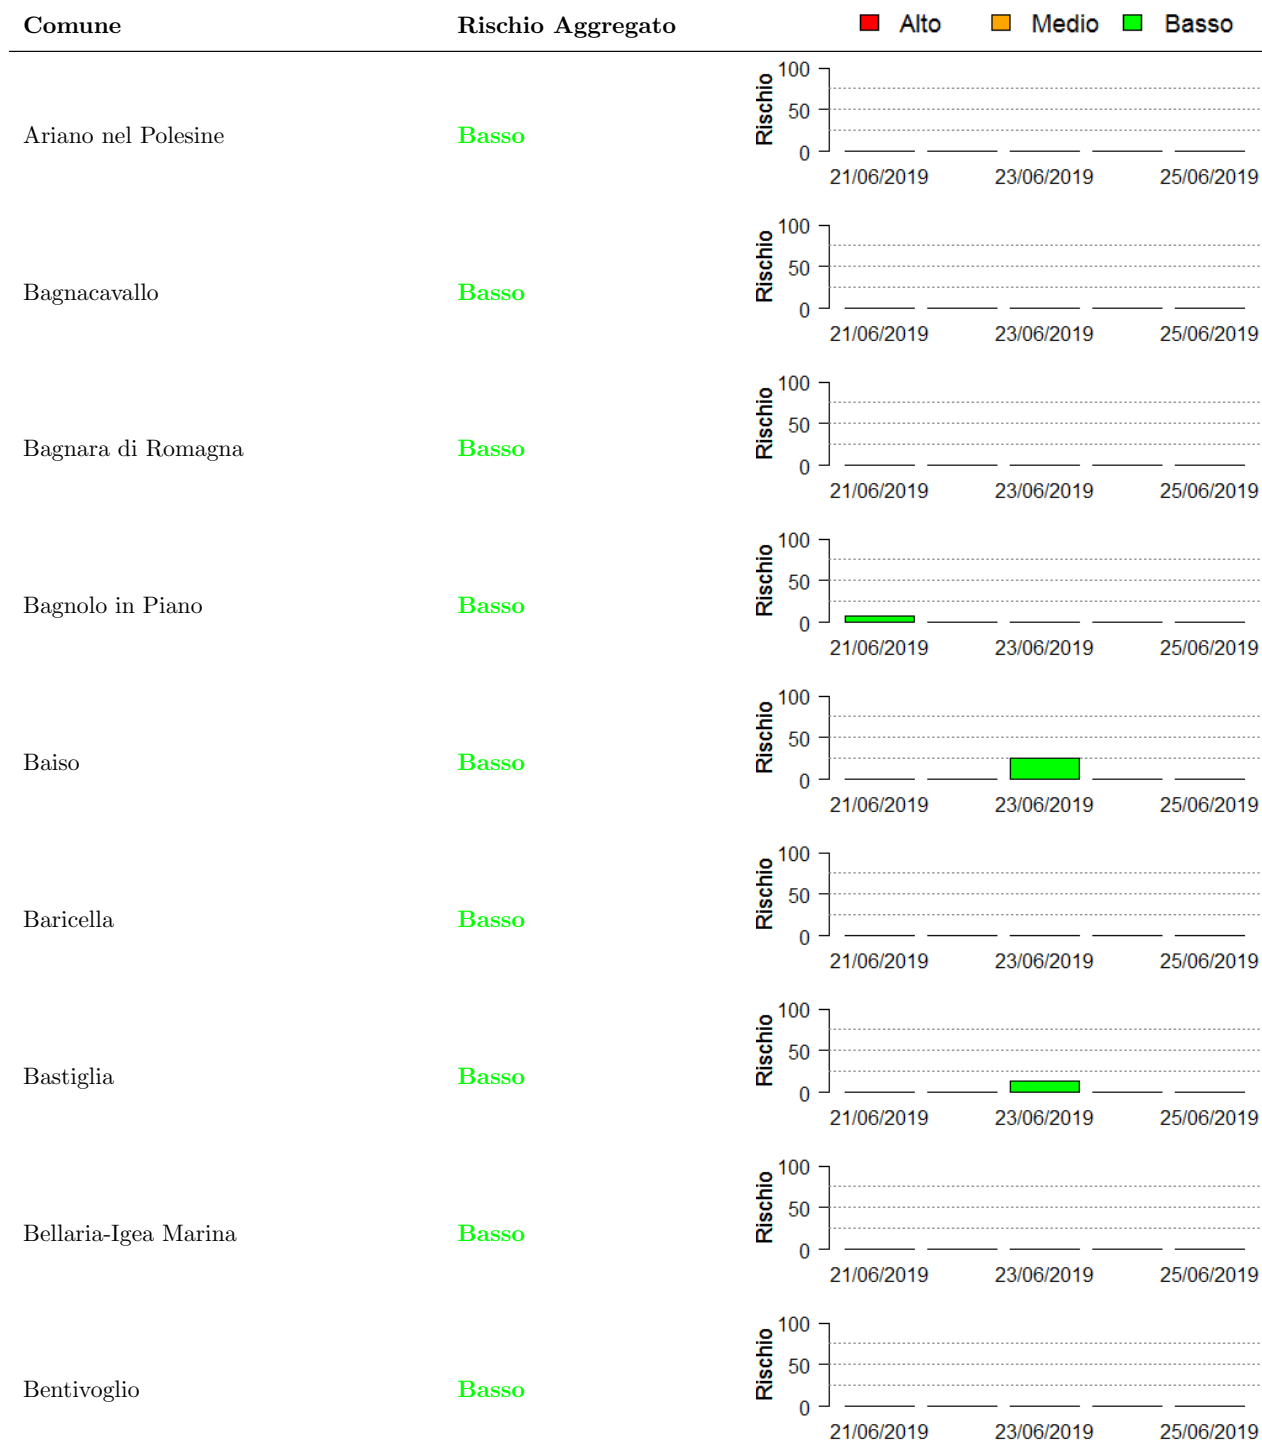 Comune Rischio Aggregato Alto Medio Basso
Ariano nel Polesine Basso Rischio 100 50 0
21/06/2019 23/06/2019 25/06/2019
Bagnacavallo Basso Rischio 100 50 0
21/06/2019 23/06/2019 25/06/2019
Bagnara di Romagna Basso Rischio 100 50 0
21/06/2019 23/06/2019 25/06/2019
Bagnolo in Piano Basso Rischio 100 50 0
21/06/2019 23/06/2019 25/06/2019
Baiso Basso Rischio 100 50 0
21/06/2019 23/06/2019 25/06/2019
Baricella Basso Rischio 100 50 0
21/06/2019 23/06/2019 25/06/2019
Bastiglia Basso Rischio 100 50 0
21/06/2019 23/06/2019 25/06/2019
Bellaria-Igea Marina Basso Rischio 100 50 0
21/06/2019 23/06/2019 25/06/2019
Bentivoglio Basso Rischio 100 50 0
21/06/2019 23/06/2019 25/06/2019